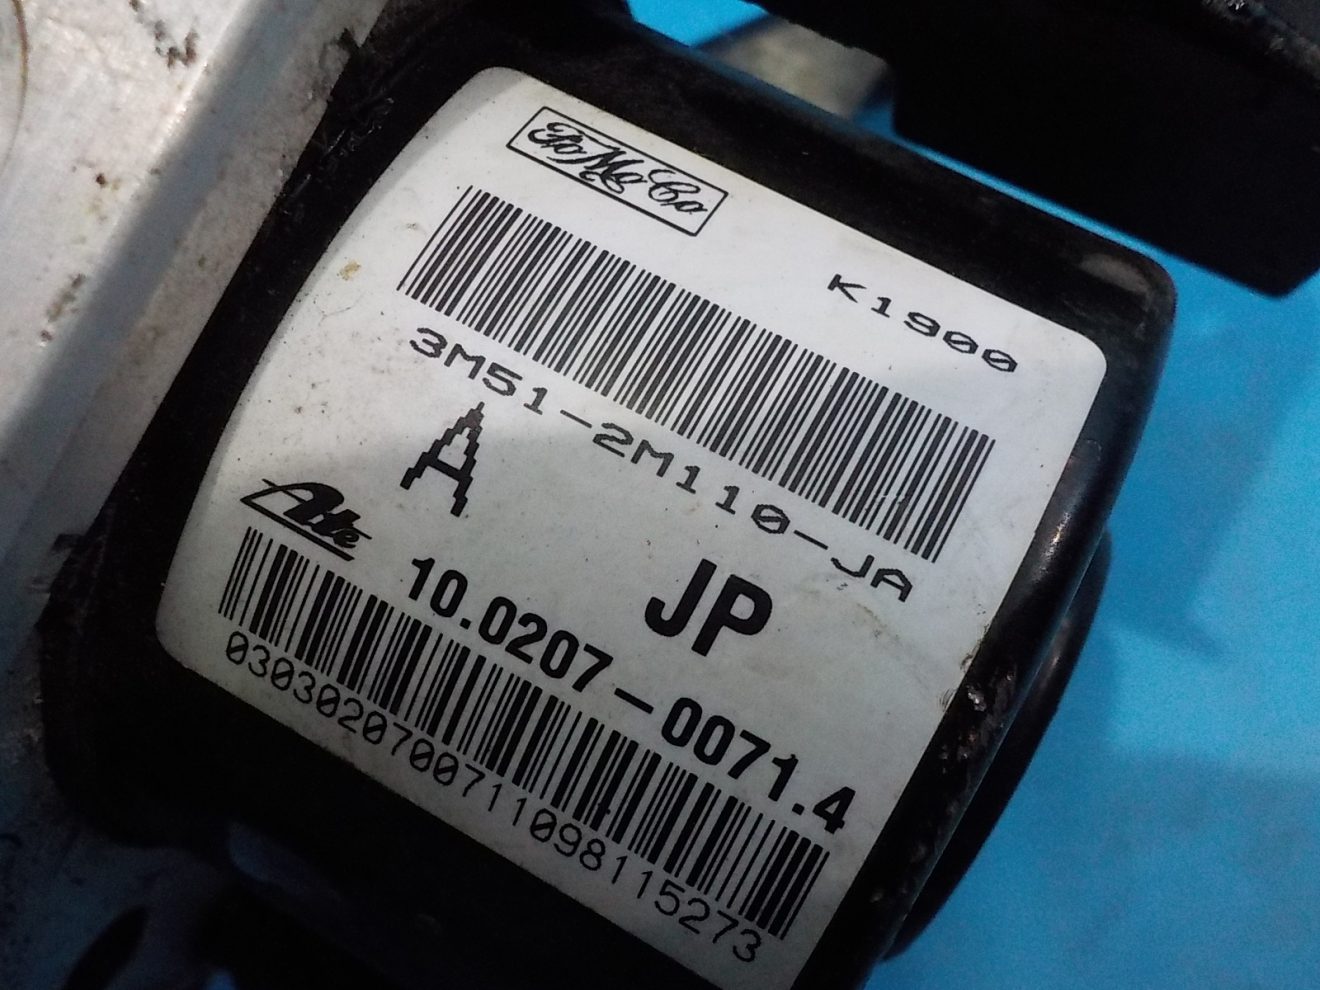 FoMoCo
K1900
3M51-2M110-JA
A
JP
Ate
10.0207-0071.4
03030207007110981152​73